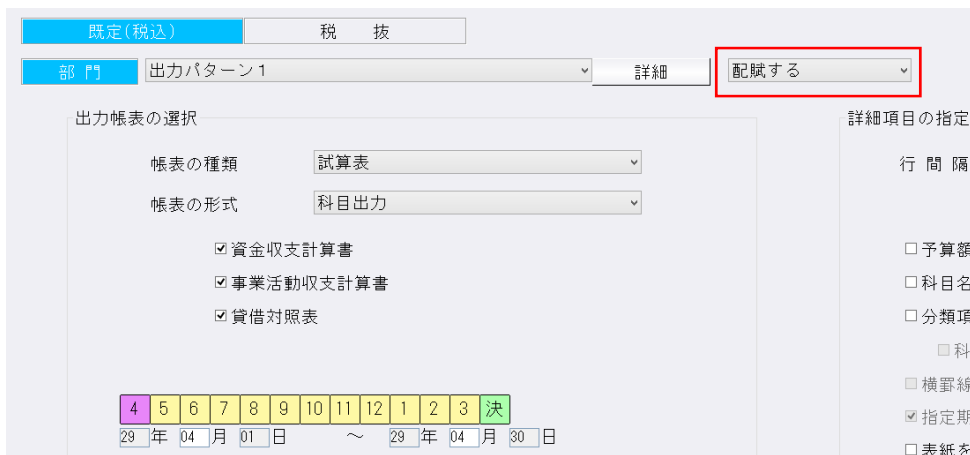 既定(税込) 税 抜
部 門 出力パターン1 詳細 配賦する
出力帳表の選択 詳細項目の指定
帳表の種類 試算表 行 間 隔
帳表の形式 科目出力
資金収支計算書 予算額
事業活動収支計算書 科目名
貸借対照表 分類項
科
横罫線
4 5 6 7 8 9 10 11 12 1 2 3 決 指定期
29 年 04 月 01 日 ～ 29 年 04 月 30 日 表紙を